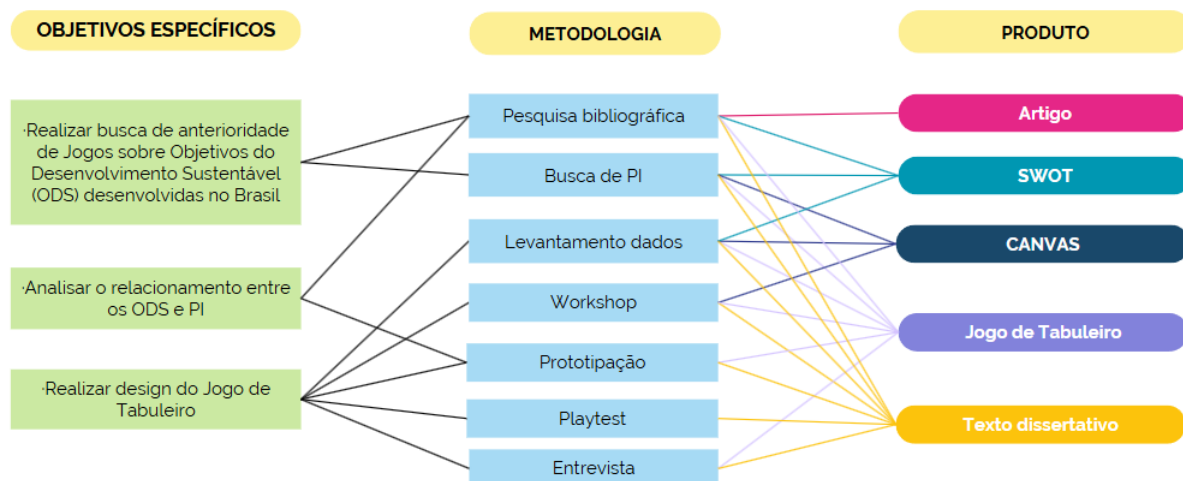 OBJETIVOS ESPECÍFICOS
METODOLOGIA
PRODUTO
·Realizar busca de anterioridade
de Jogos sobre Objetivos do
Desenvolvimento Sustentável
(ODS) desenvolvidas no Brasil
·Analisar o relacionamento entre
os ODS e PI
·Realizar design do Jogo de
Tabuleiro
Pesquisa bibliográfica
Busca de PI
Levantamento dados
Workshop
Prototipação
Playtest
Entrevista
Artigo
SWOT
CANVAS
Jogo de Tabuleiro
Texto dissertativo